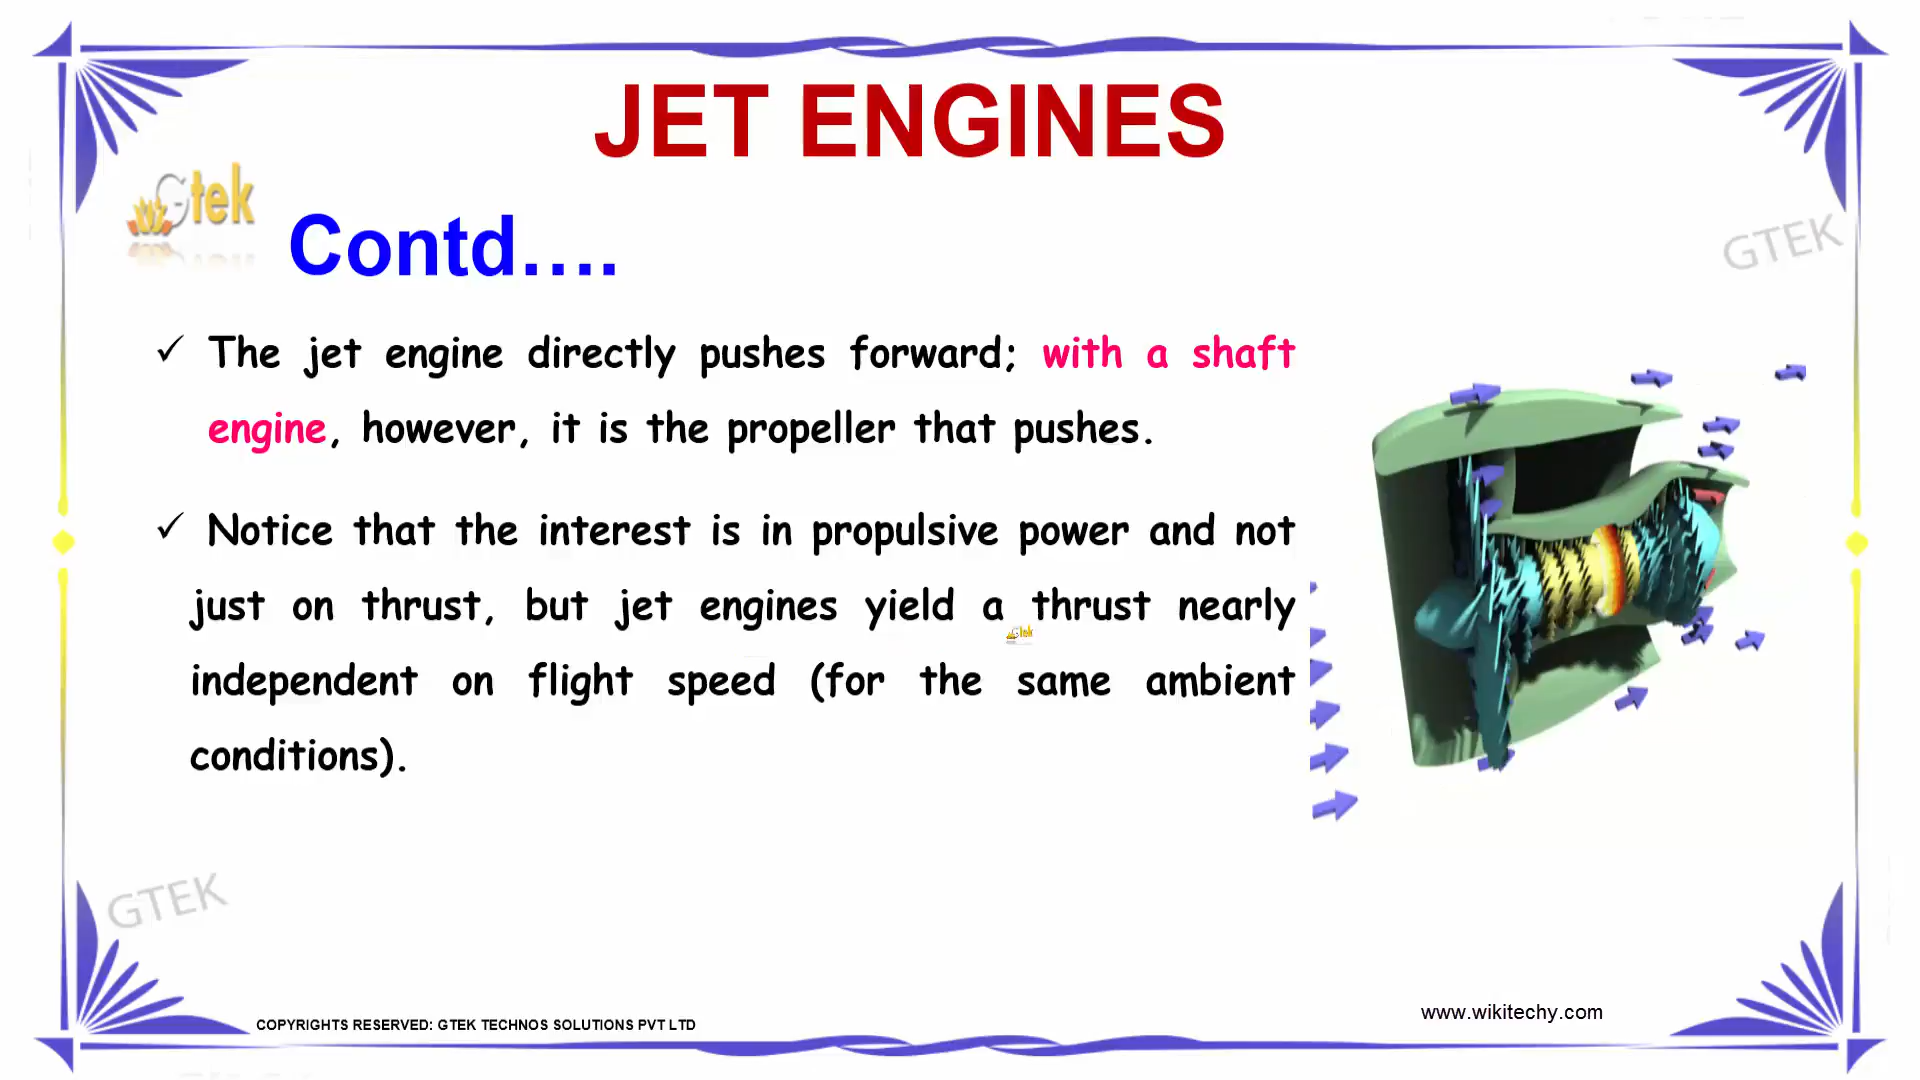 JET ENGINES
Gtek
Contd….
GTEK
✓ The jet engine directly pushes forward; with a shaft
engine, however, it is the propeller that pushes.
✓ Notice that the interest is in propulsive power and not
just on thrust, but jet engines yield a thrust nearly
Gtek
independent on flight speed (for the same ambient
conditions).
GTEK
www.wikitechy.com
COPYRIGHTS RESERVED: GTEK TECHNOS SOLUTIONS PVT LTD